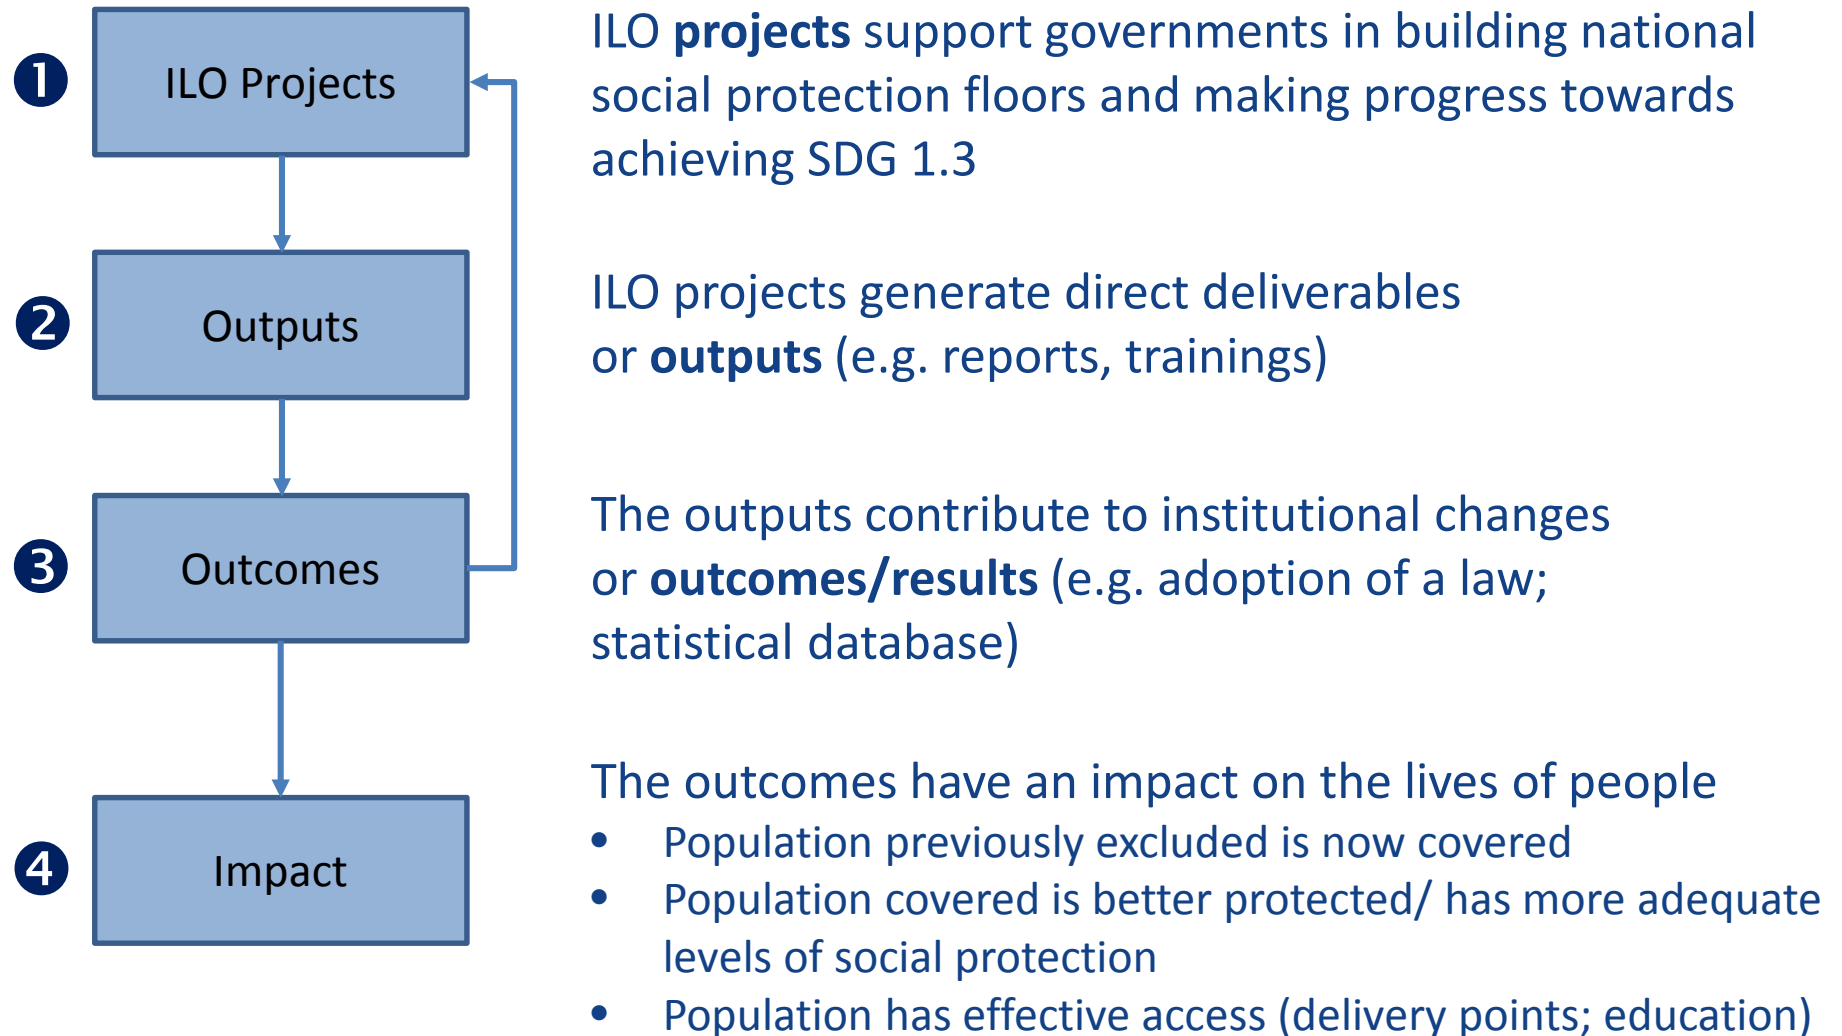 ❶
ILO Projects
ILO projects support governments in building national
social protection floors and making progress towards
achieving SDG 1.3
❷
Outputs
ILO projects generate direct deliverables
or outputs (e.g. reports, trainings)
❸
Outcomes
The outputs contribute to institutional changes
or outcomes/results (e.g. adoption of a law;
statistical database)
❹
Impact
The outcomes have an impact on the lives of people
• Population previously excluded is now covered
• Population covered is better protected/ has more adequate
levels of social protection
• Population has effective access (delivery points; education)